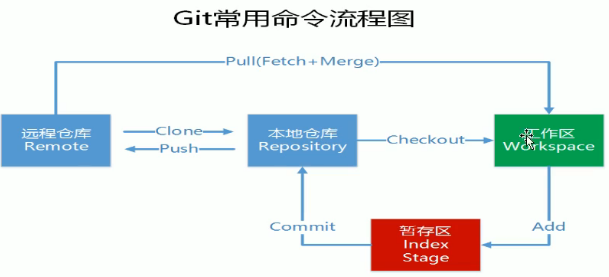 Git常用命令流程图
Pull(Fetch+Merge)
远程仓库
Remote
Clone
Push
本地仓库
Repository
Checkout
工作区
Workspace
Commit
暂存区
Index
Stage
Add